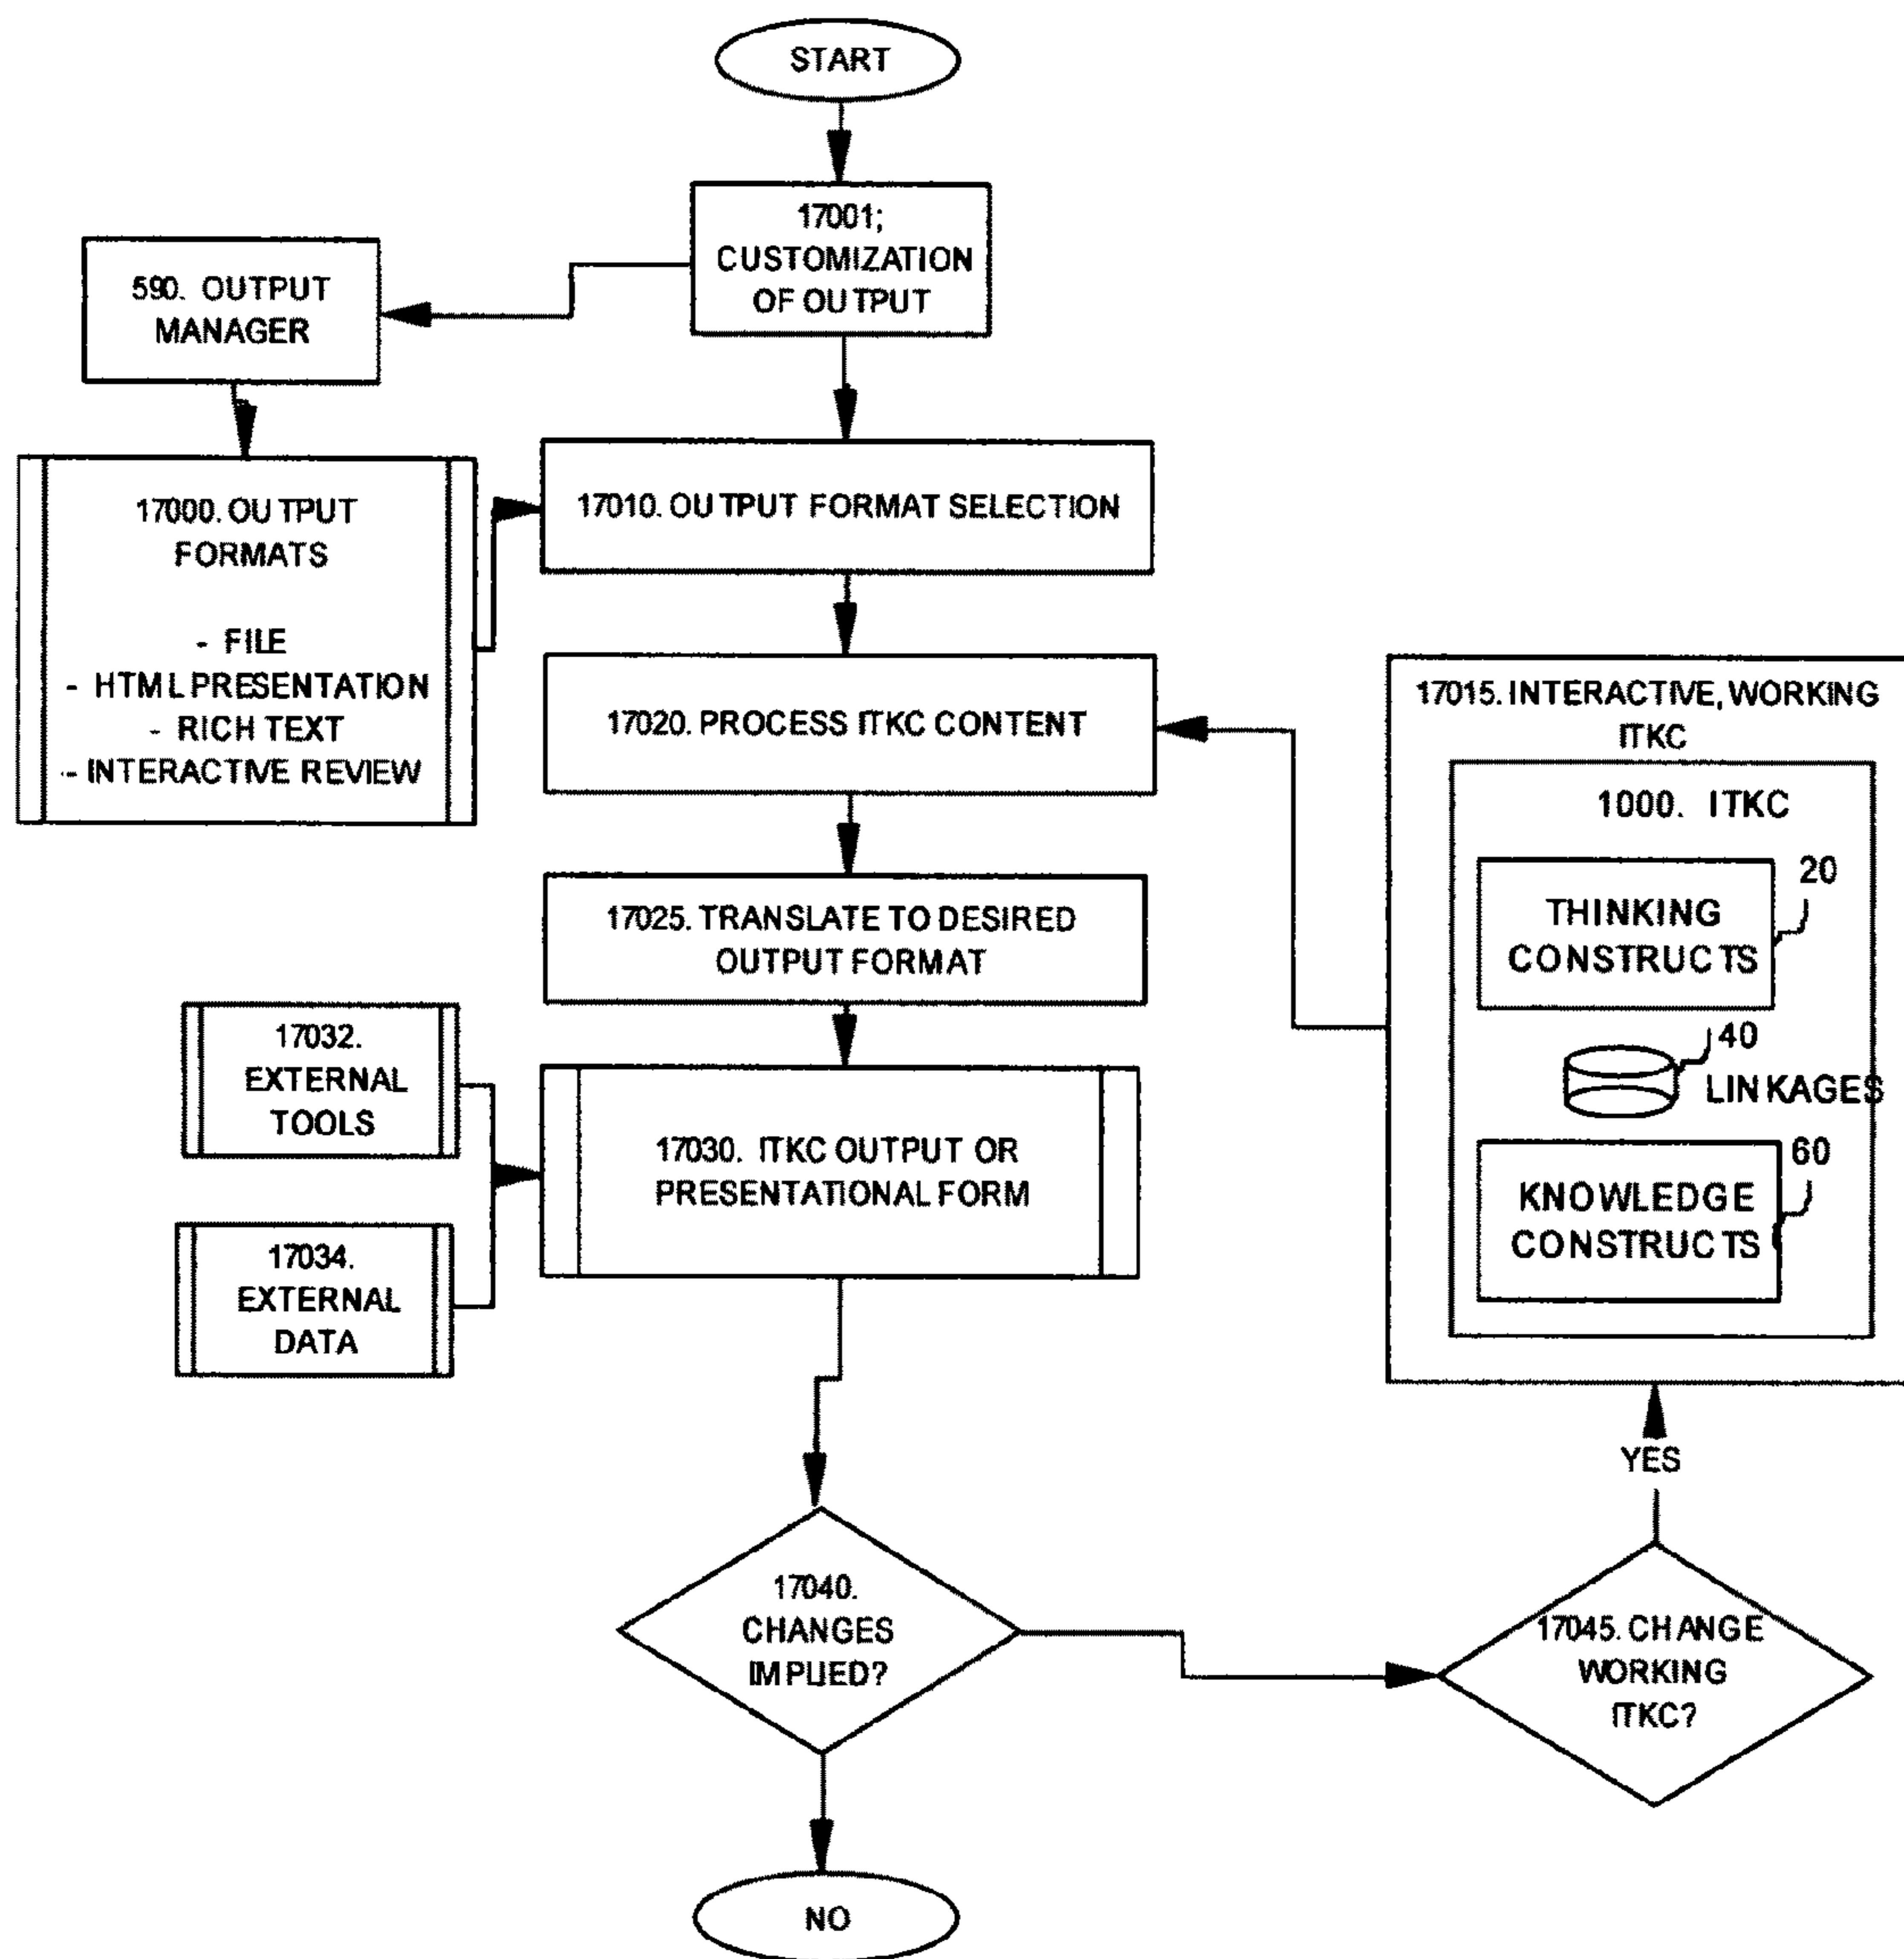 START
17001;
CUSTOMIZATION
OF OUTPUT
590. OUTPUT
MANAGER
17000. OUTPUT
FORMATS
- FILE
- HTML PRESENTATION
- RICH TEXT
- INTERACTIVE REVIEW
17010. OUTPUT FORMAT SELECTION
17020. PROCESS ITKC CONTENT
17015. INTERACTIVE, WORKING
ITKC
1000. ITKC
20
THINKING
CONSTRUCTS
40
LINKAGES
60
KNOWLEDGE
CONSTRUCTS
17025. TRANSLATE TO DESIRED
OUTPUT FORMAT
17032.
EXTERNAL
TOOLS
17030. ITKC OUTPUT OR
PRESENTATIONAL FORM
17034.
EXTERNAL
DATA
YES
17040.
CHANGES
IMPLIED?
17045. CHANGE
WORKING
ITKC?
NO